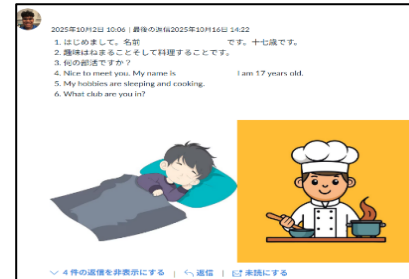 2025年10月2日 10:06 | 最後の返信2025年10月16日 14:22
1. はじめまして。名前 です。十七歳です。
2. 趣味はねまることそして料理することです。
3. 何の部活ですか？
4. Nice to meet you. My name is I am 17 years old.
5. My hobbies are sleeping and cooking.
6. What club are you in?
4 件の返信を非表示にする | 返信 | 未読にする